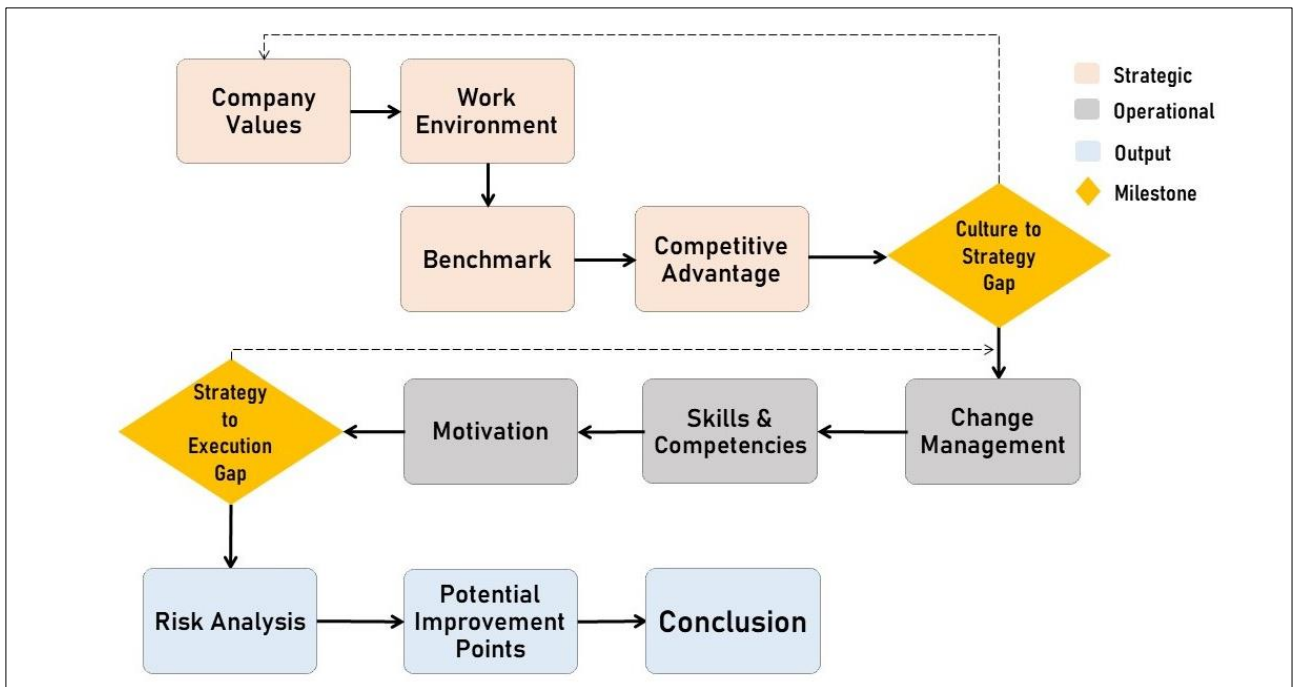 Company
Values
Work
Environment
Strategic
Operational
Output
Milestone
Benchmark
Competitive
Advantage
Culture to
Strategy
Gap
Strategy
to
Execution
Gap
Motivation
Skills &
Competencies
Change
Management
Risk Analysis
Potential
Improvement
Points
Conclusion